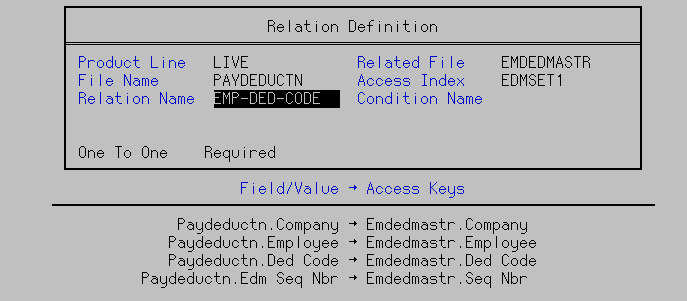 Relation Definition
Product Line LIVE Related File EMDEDMASTR
File Name PAYDEDUCTN Access Index EDMSET1
Relation Name EMP-DED-CODE Condition Name
One To One Required
Field/Value → Access Keys
Paydeductn.Company → Emdedmastr.Company
Paydeductn.Employee → Emdedmastr.Employee
Paydeductn.Ded Code → Emdedmastr.Ded Code
Paydeductn.Edm Seq Nbr → Emdedmastr.Seq Nbr